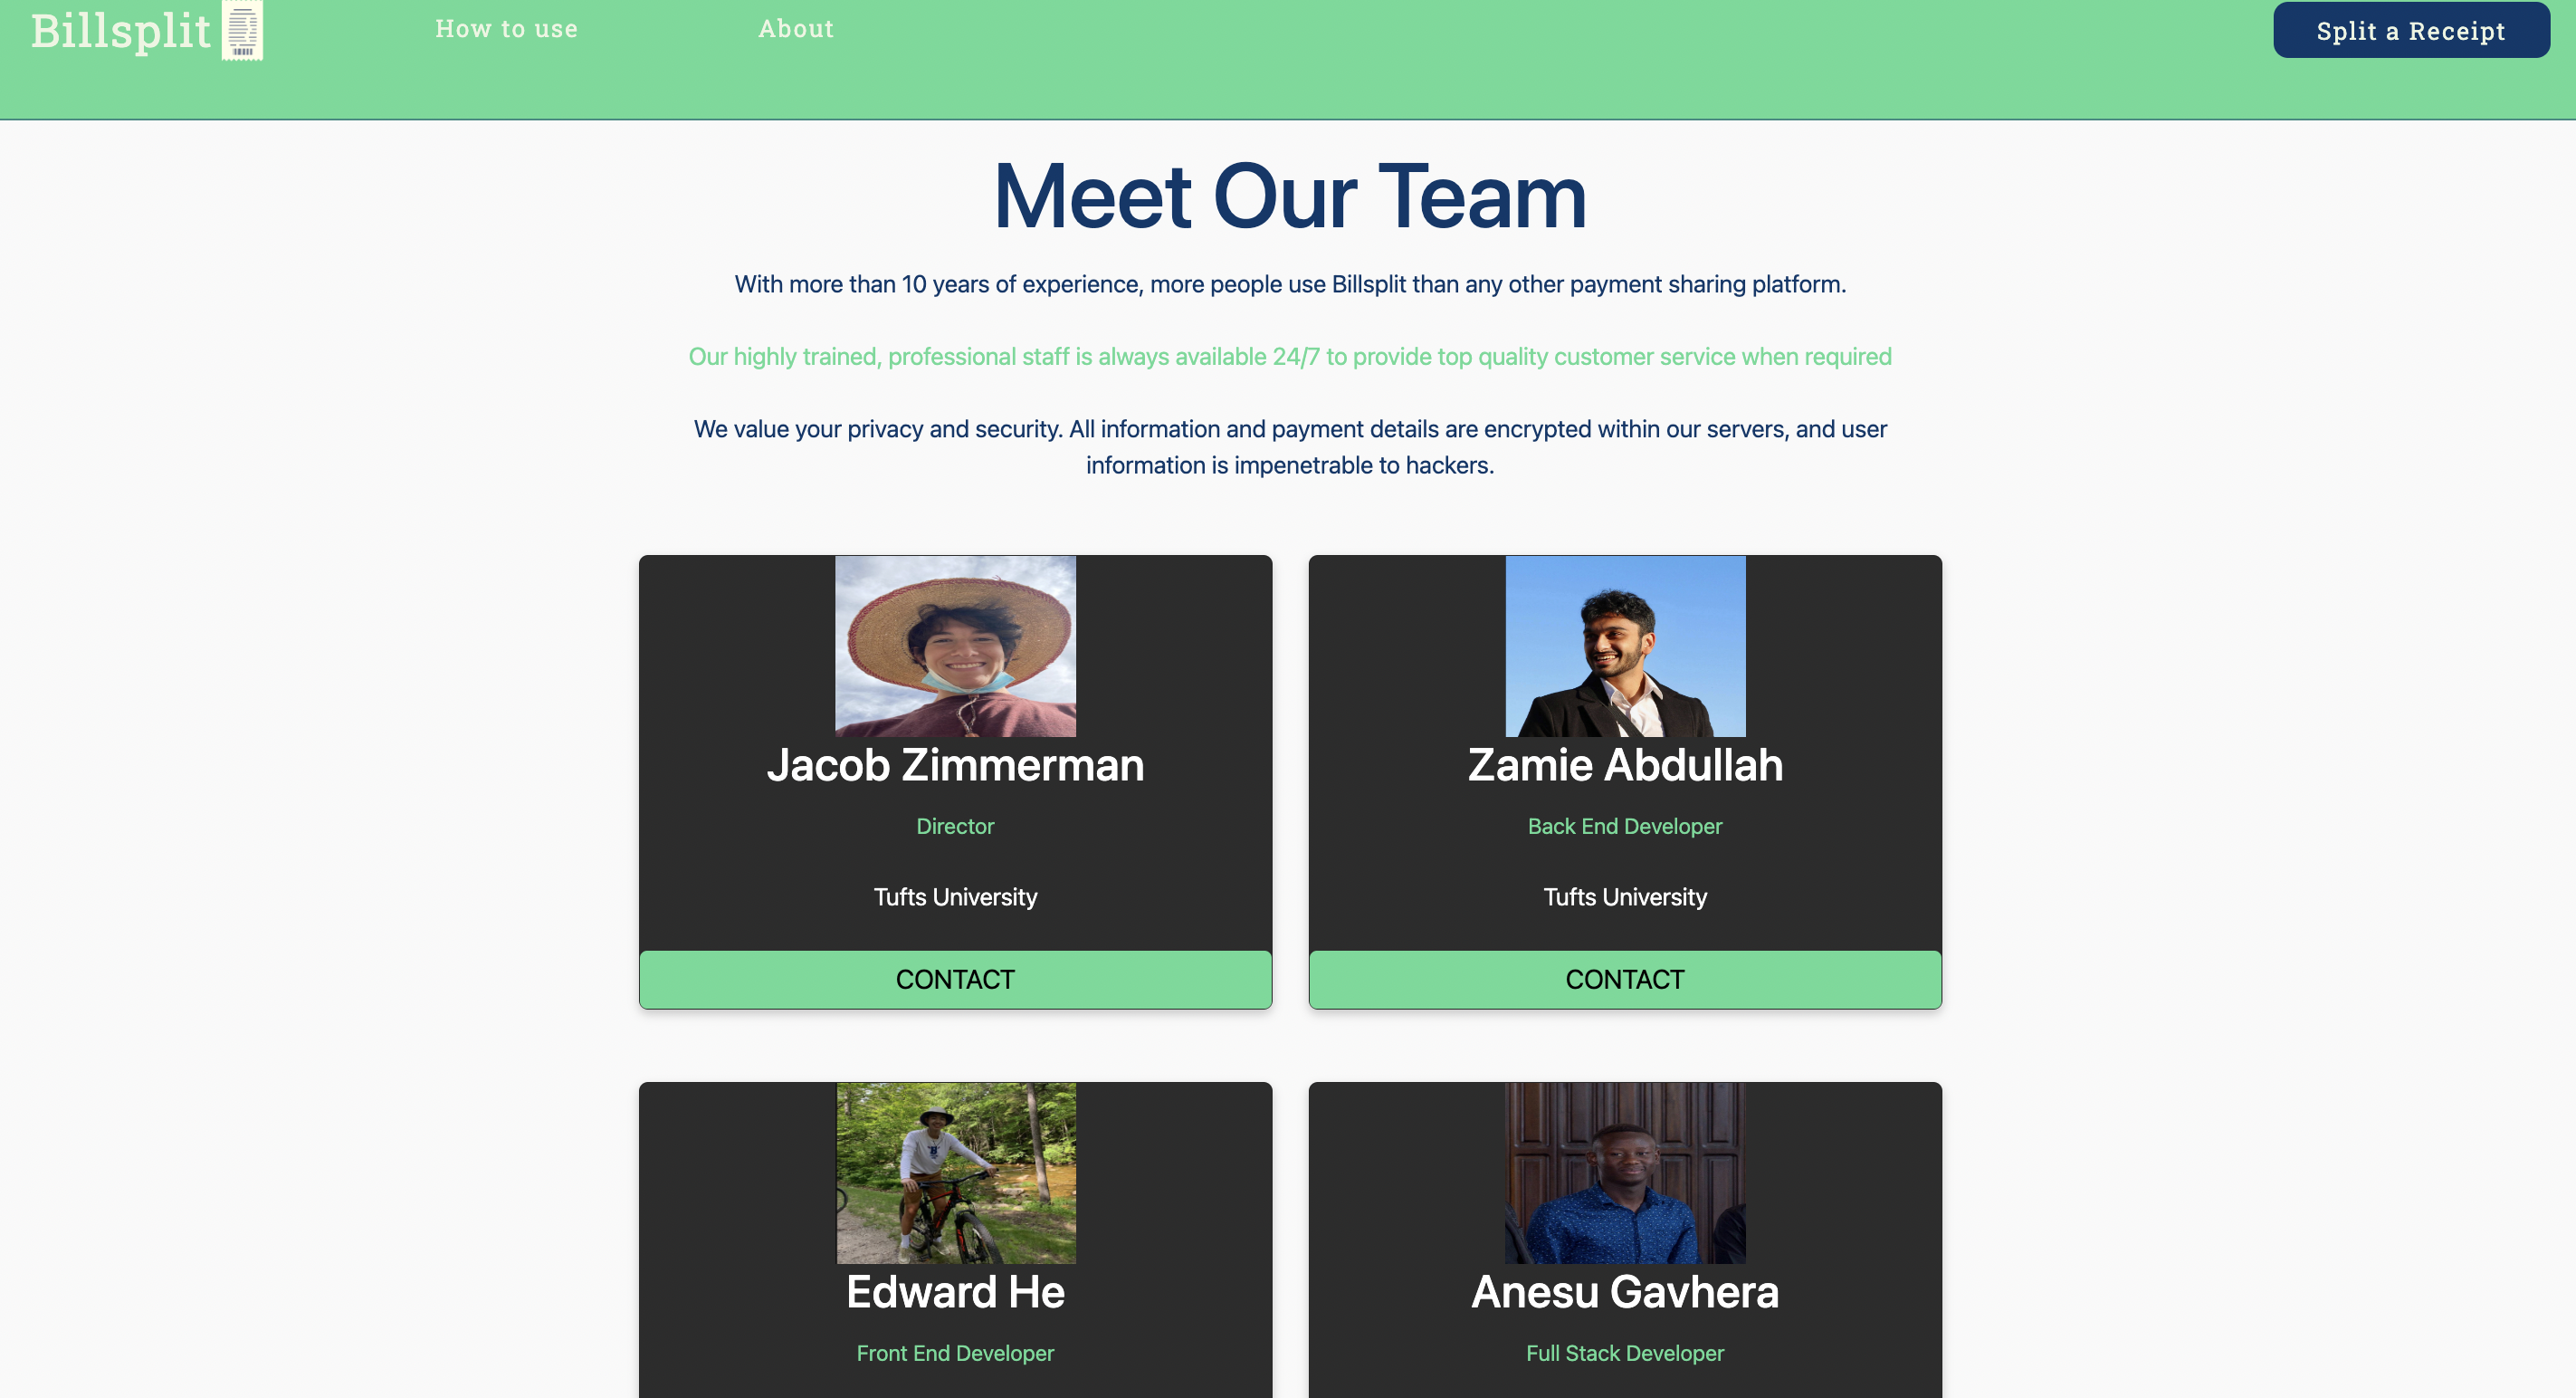 Billsplit
How to use
About
Split a Receipt
Meet Our Team
With more than 10 years of experience, more people use Billsplit than any other payment sharing platform.
Our highly trained, professional staff is always available 24/7 to provide top quality customer service when required
We value your privacy and security. All information and payment details are encrypted within our servers, and user
information is impenetrable to hackers.
Jacob Zimmerman
Director
Tufts University
CONTACT
Zamie Abdullah
Back End Developer
Tufts University
CONTACT
Edward He
Front End Developer
Anesu Gavhera
Full Stack Developer